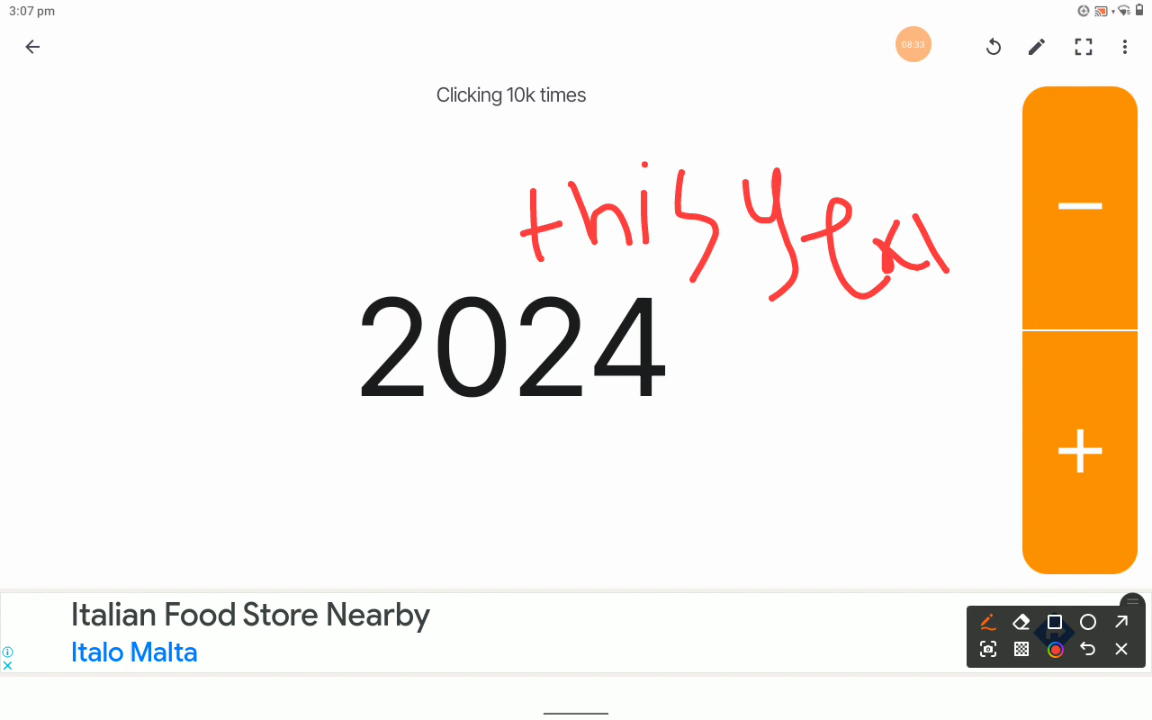 3:07 pm
08:33
Clicking 10k times
this year
2024
Italian Food Store Nearby
Italo Malta